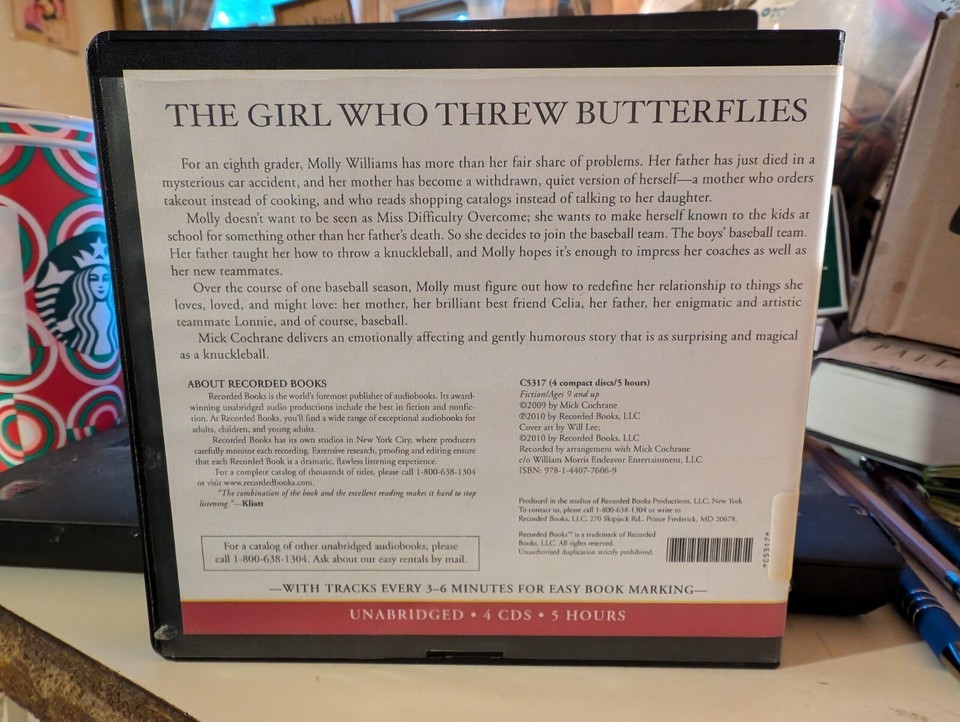 THE GIRL WHO THREW BUTTERFLIES
For an eighth grader, Molly Williams has more than her fair share of problems. Her father has just died in a
mysterious car accident, and her mother has become a withdrawn, quiet version of herself—a mother who orders
takeout instead of cooking, and who reads shopping catalogs instead of talking to her daughter.
Molly doesn't want to be seen as Miss Difficulty Overcome; she wants to make herself known to the kids at
school for something other than her father's death. So she decides to join the baseball team. The boys' baseball team.
Her father taught her how to throw a knuckleball, and Molly hopes it's enough to impress her coaches as well as
her new teammates.
Over the course of one baseball season, Molly must figure out how to redefine her relationship to things she
loves, loved, and might love: her mother, her brilliant best friend Celia, her father, her enigmatic and artistic
teammate Lonnie, and of course, baseball.
Mick Cochrane delivers an emotionally affecting and gently humorous story that is as surprising and magical
as a knuckleball.
ABOUT RECORDED BOOKS
Recorded Books is the world's foremost publisher of audiobooks. Its award-
winning unabridged audio productions include the best in fiction and nonfic-
tion. At Recorded Books, you'll find a wide range of exceptional audiobooks for
adults, children, and young adults.
Recorded Books has its own studios in New York City, where producers
carefully monitor each recording. Extensive research, proofing and editing ensure
that each Recorded Book is a dramatic, flawless listening experience.
For a complete catalog of thousands of titles, please call 1-800-638-1304
or visit www.recordedbooks.com.
"The combination of the book and the excellent reading makes it hard to stop
listening."—Kliatt
For a catalog of other unabridged audiobooks, please
call 1-800-638-1304. Ask about our easy rentals by mail.
C5317 (4 compact discs/5 hours)
Fiction/Ages 9 and up
©2009 by Mick Cochrane
℗2010 by Recorded Books, LLC
Cover art by Will Lee;
©2010 by Recorded Books, LLC
Recorded by arrangement with Mick Cochrane
c/o William Morris Endeavor Entertainment, LLC
ISBN: 978-1-4407-7606-9
Produced in the studios of Recorded Books Productions, LLC, New York
To contact us, please call 1-800-638-1304 or write to
Recorded Books, LLC, 270 Skipjack Rd., Prince Frederick, MD 20678.
Recorded Books™ is a trademark of Recorded
Books, LLC. All rights reserved.
Unauthorized duplication strictly prohibited.
*C5317*
—WITH TRACKS EVERY 3–6 MINUTES FOR EASY BOOK MARKING—
UNABRIDGED • 4 CDS • 5 HOURS